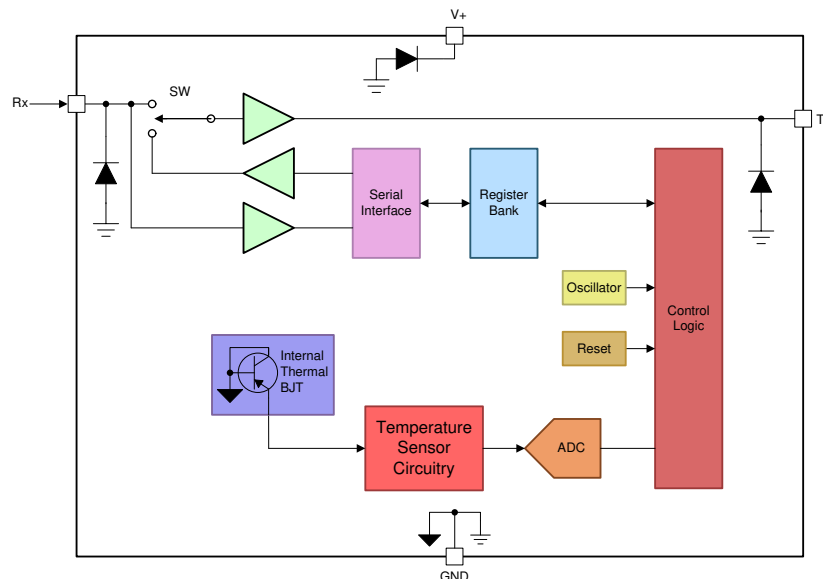 V+
SW
Rx
T
Serial
Interface
Register
Bank
Oscillator
Control
Logic
Reset
Internal
Thermal
BJT
Temperature
Sensor
Circuitry
ADC
GND